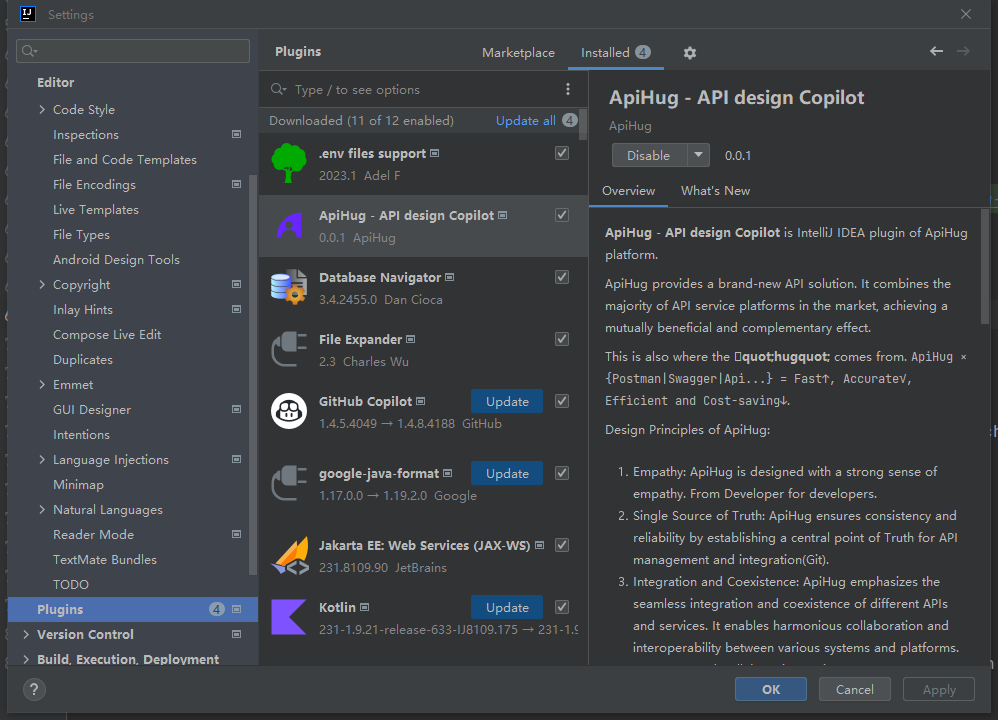 Settings
Editor
Code Style
Inspections
File and Code Templates
File Encodings
Live Templates
File Types
Android Design Tools
Copyright
Inlay Hints
Compose Live Edit
Duplicates
Emmet
GUI Designer
Intentions
Language Injections
Minimap
Natural Languages
Reader Mode
TextMate Bundles
TODO
Plugins 4
Version Control
Build, Execution, Deployment
Plugins
Marketplace
Installed 4
Type / to see options
Downloaded (11 of 12 enabled) Update all 4
.env files support
2023.1 Adel F
ApiHug - API design Copilot
0.0.1 ApiHug
Database Navigator
3.4.2455.0 Dan Cioca
File Expander
2.3 Charles Wu
GitHub Copilot Update
1.4.5.4049 → 1.4.8.4188 GitHub
google-java-format Update
1.17.0.0 → 1.19.2.0 Google
Jakarta EE: Web Services (JAX-WS)
231.8109.90 JetBrains
Kotlin Update
231-1.9.21-release-633-IJ8109.175 → 231-1.9
ApiHug - API design Copilot
ApiHug
Disable 0.0.1
Overview What's New
ApiHug - API design Copilot is IntelliJ IDEA plugin of ApiHug
platform.
ApiHug provides a brand-new API solution. It combines the
majority of API service platforms in the market, achieving a
mutually beneficial and complementary effect.
This is also where the quot;hugquot; comes from. ApiHug ×
{Postman|Swagger|Api...} = Fast↑, Accurate√,
Efficient and Cost-saving↓.
Design Principles of ApiHug:
1. Empathy: ApiHug is designed with a strong sense of
empathy. From Developer for developers.
2. Single Source of Truth: ApiHug ensures consistency and
reliability by establishing a central point of Truth for API
management and integration(Git).
3. Integration and Coexistence: ApiHug emphasizes the
seamless integration and coexistence of different APIs
and services. It enables harmonious collaboration and
interoperability between various systems and platforms.
?
OK Cancel Apply